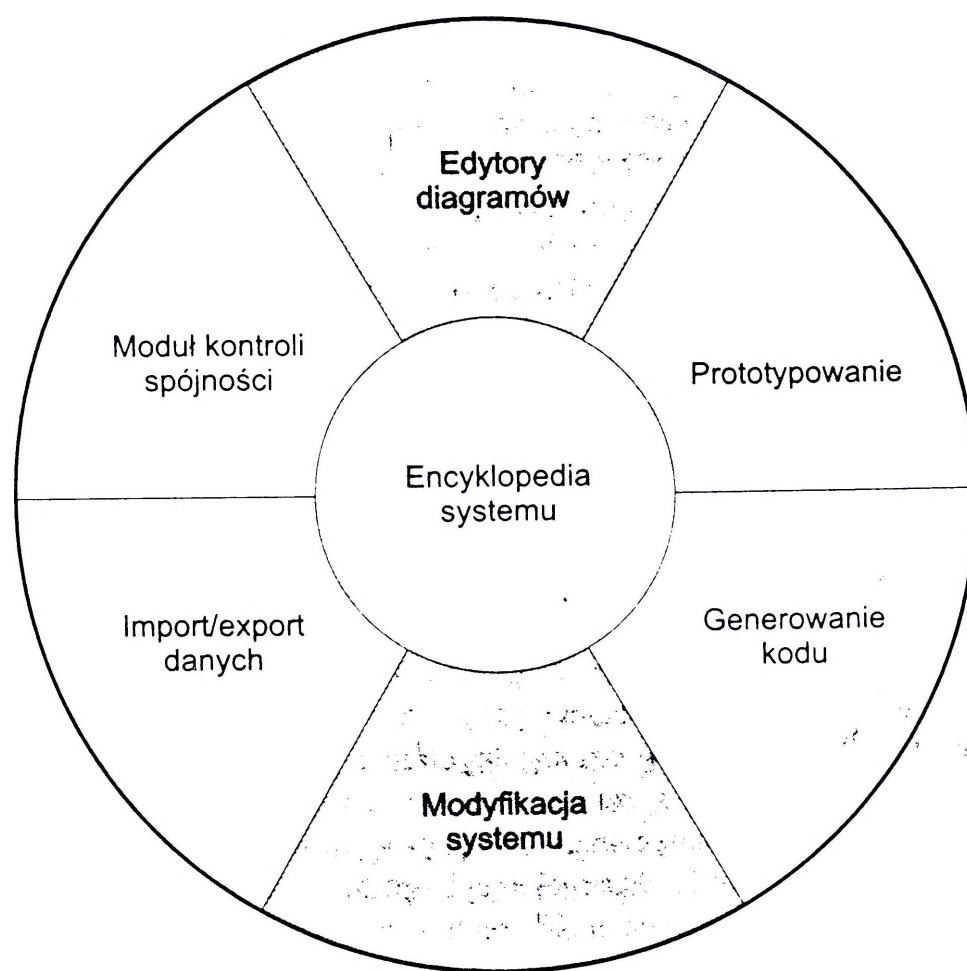 Edytory
diagramów
Moduł kontroli
spójności
Prototypowanie
Encyklopedia
systemu
Import/export
danych
Generowanie
kodu
Modyfikacja
systemu